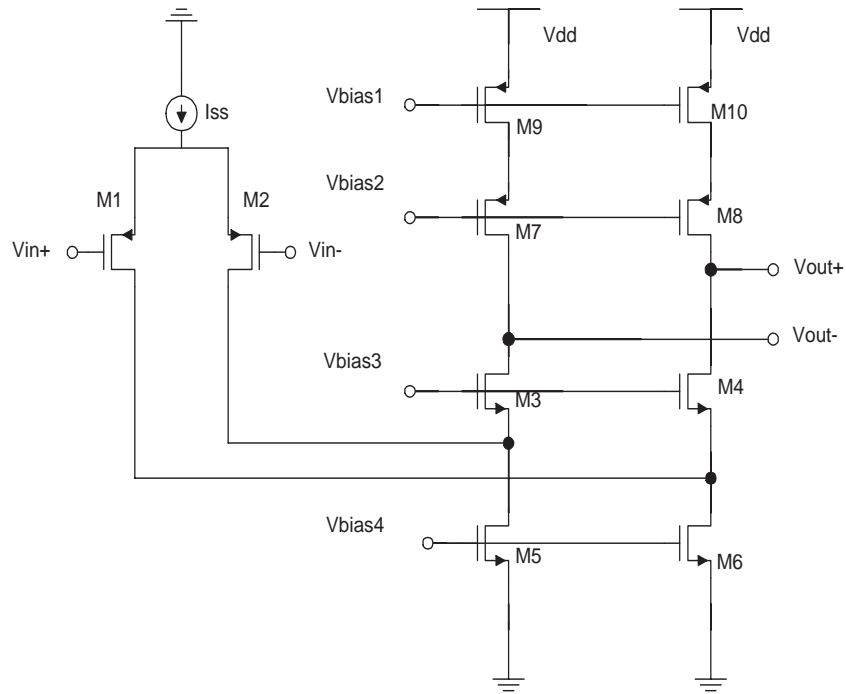 Vdd
Vdd
Vbias1
Iss
M9
M10
Vbias2
M1
M2
M7
M8
Vin+
Vin-
Vout+
Vout-
Vbias3
M3
M4
Vbias4
M5
M6